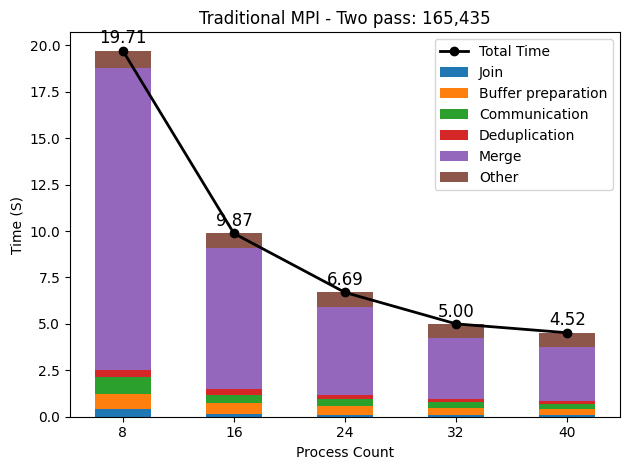 Traditional MPI - Two pass: 165,435
Time (S)
20.0
17.5
15.0
12.5
10.0
7.5
5.0
2.5
0.0
19.71
9.87
6.69
5.00
4.52
Total Time
Join
Buffer preparation
Communication
Deduplication
Merge
Other
8 16 24 32 40
Process Count